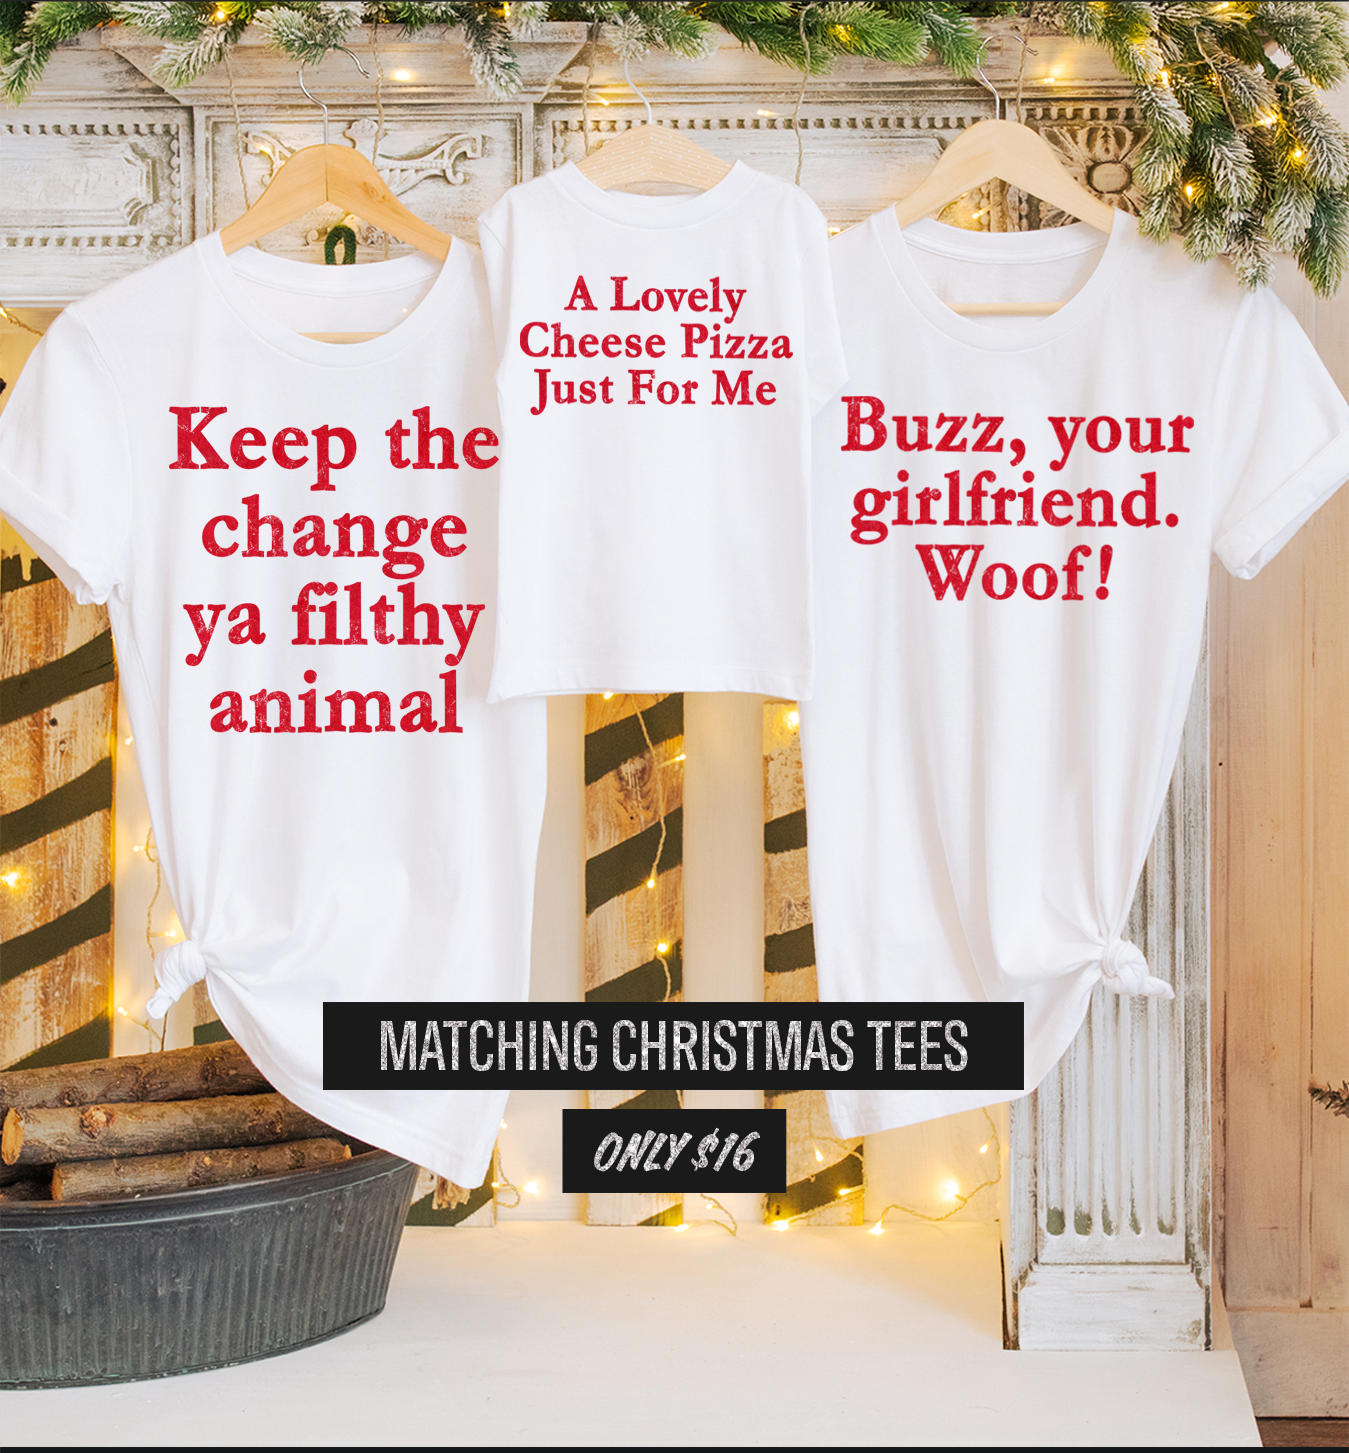 Keep the
change
ya filthy
animal
A Lovely
Cheese Pizza
Just For Me
Buzz, your
girlfriend.
Woof!
MATCHING CHRISTMAS TEES
ONLY $16